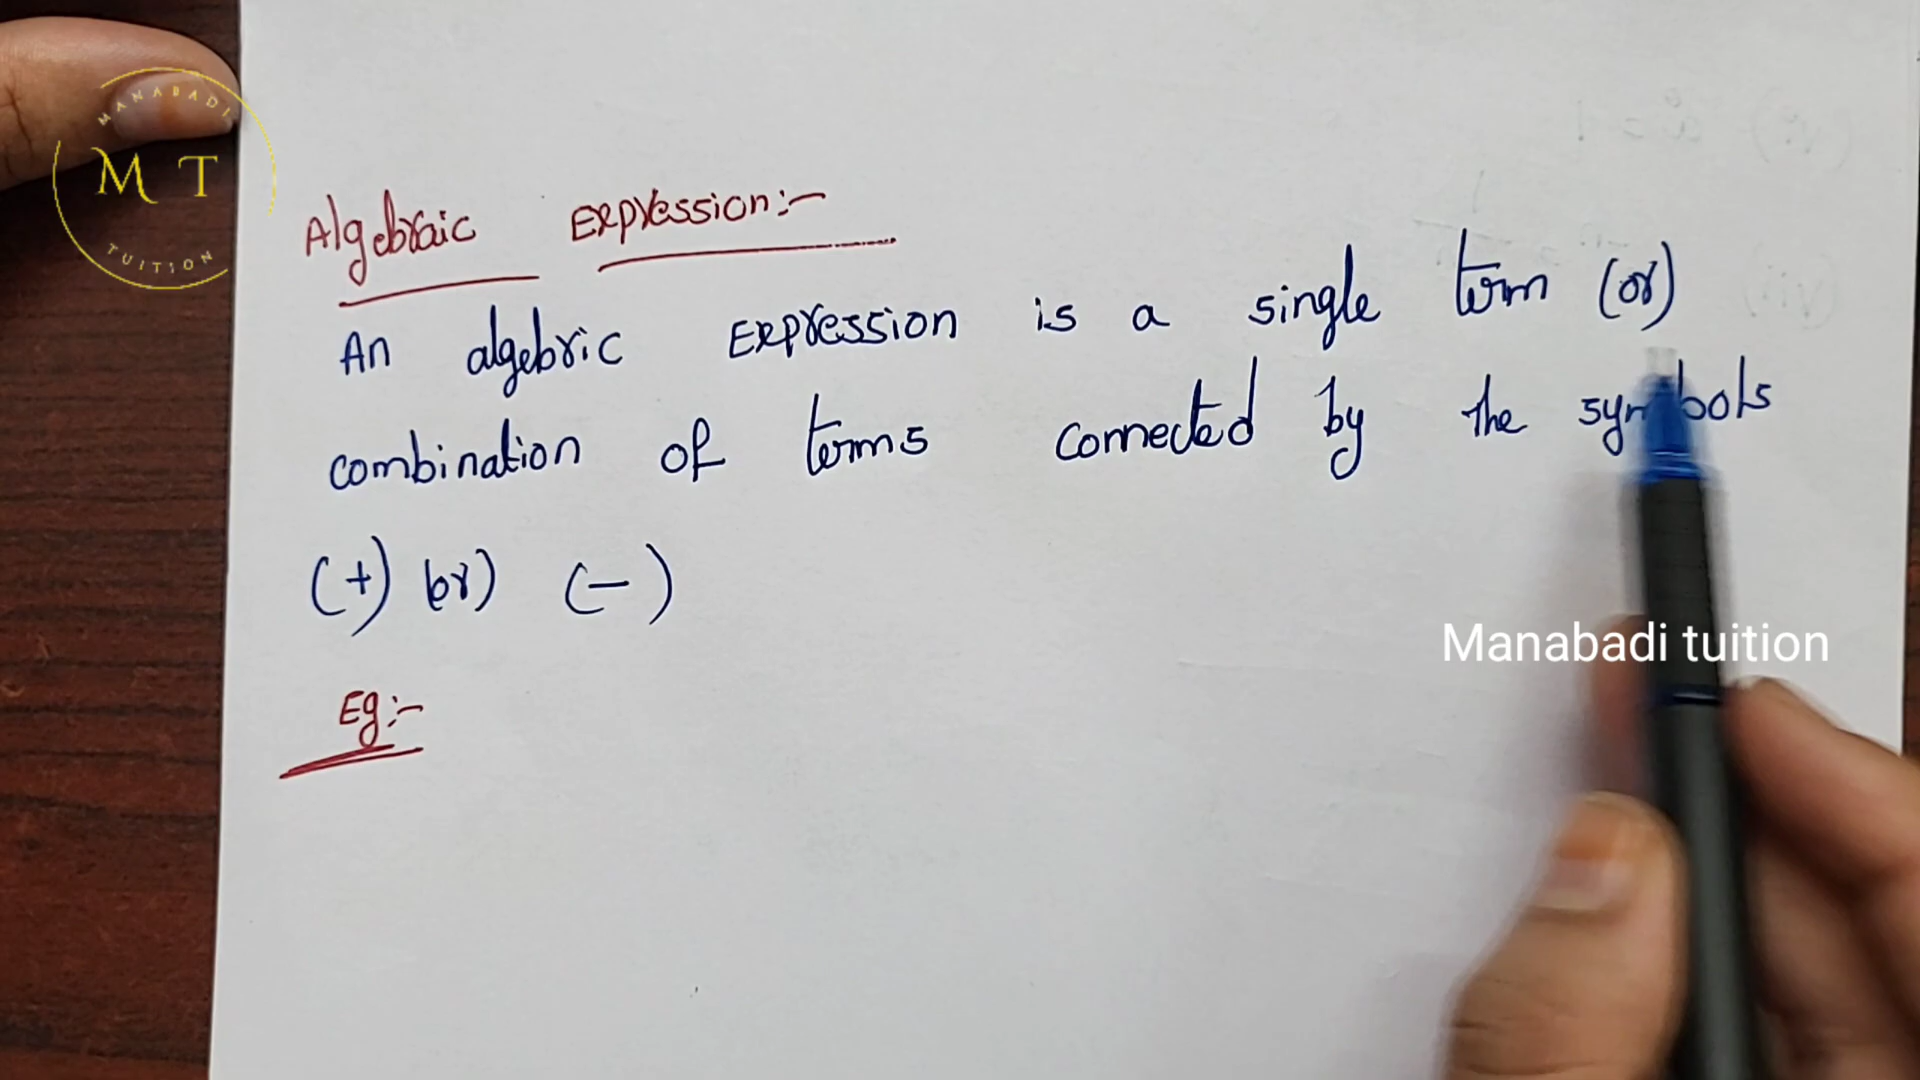 MANABADI
M T
TUITION
Algebraic Expression:-
An algebric Expression is a single term (or)
combination of terms connected by the symbols
(+) (or) (-)
Manabadi tuition
Eg:-